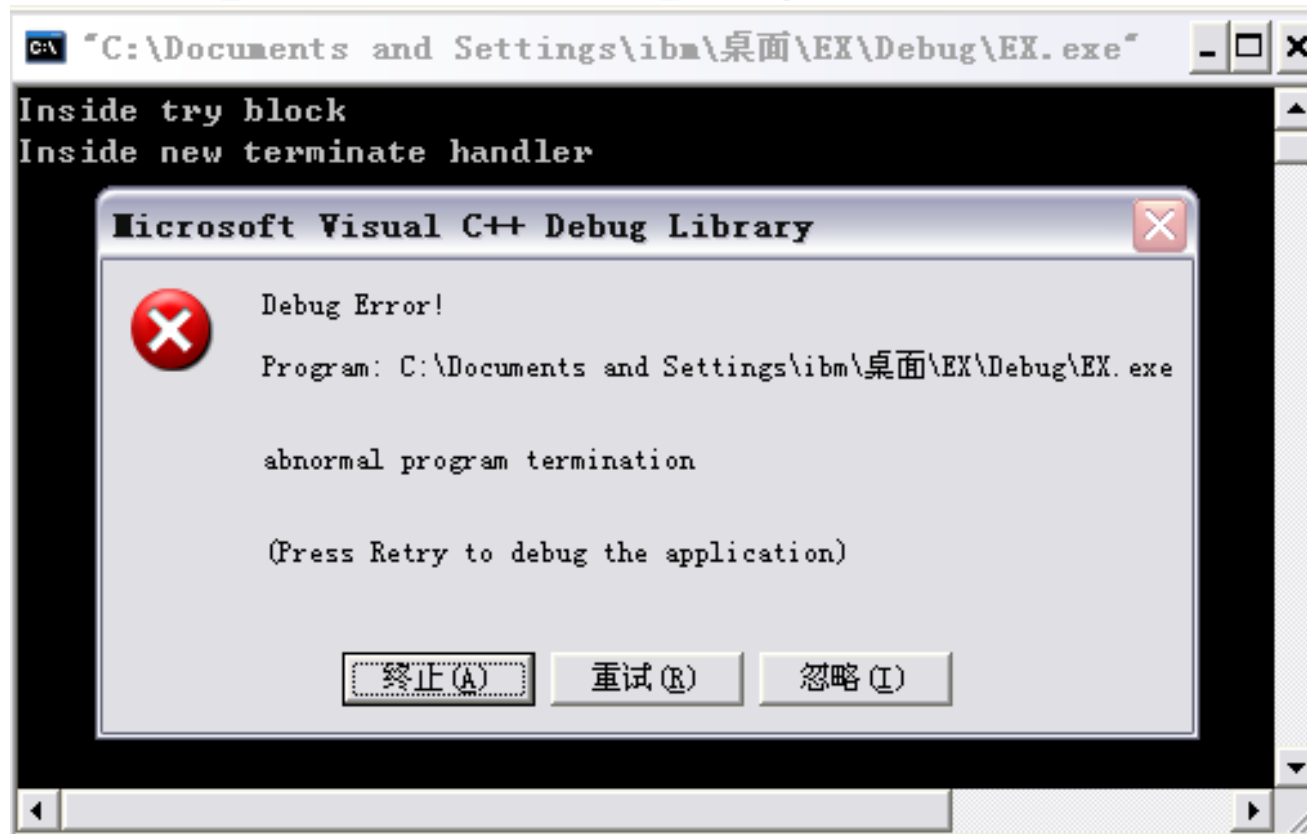 "C:\Documents and Settings\ibm\桌面\EX\Debug\EX.exe"
Inside try block
Inside new terminate handler
Microsoft Visual C++ Debug Library
Debug Error!
Program: C:\Documents and Settings\ibm\桌面\EX\Debug\EX.exe
abnormal program termination
(Press Retry to debug the application)
终止(A) 重试(R) 忽略(I)